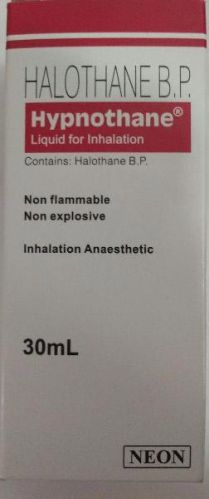 HALOTHANE B.P.
Hypnothane®
Liquid for Inhalation
Contains: Halothane B.P.
Non flammable
Non explosive
Inhalation Anaesthetic
30mL
NEON